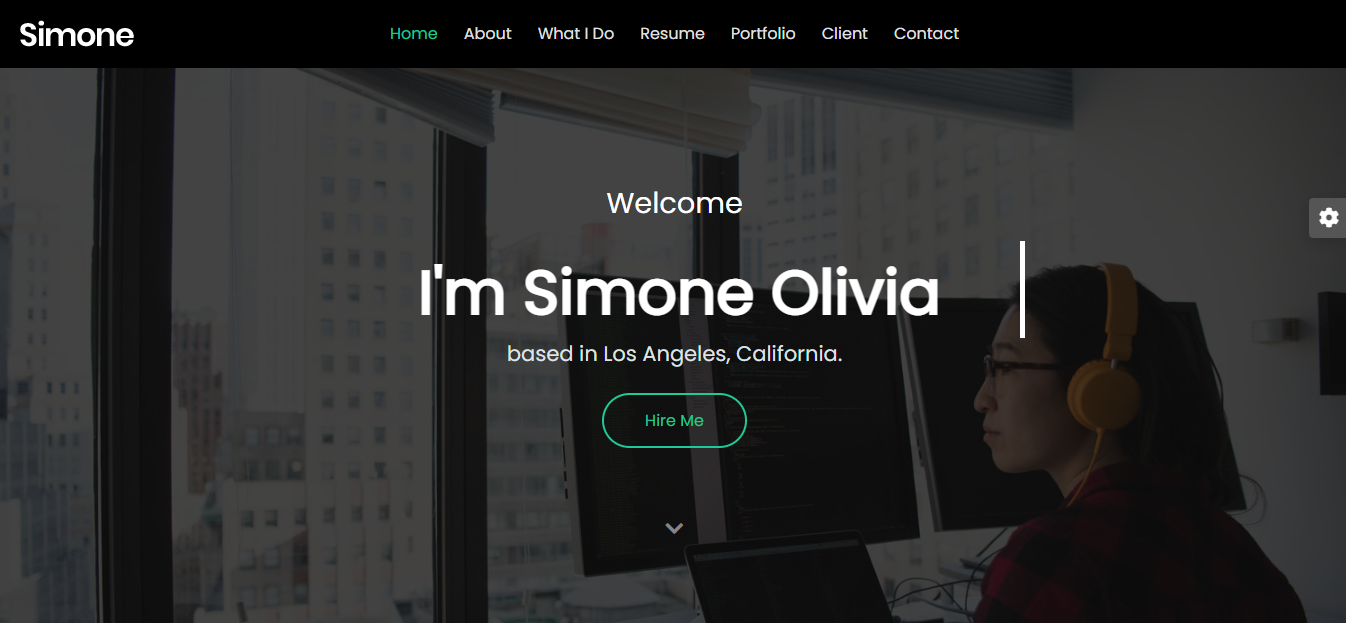 Simone
Home About What I Do Resume Portfolio Client Contact
Welcome
I'm Simone Olivia
based in Los Angeles, California.
Hire Me